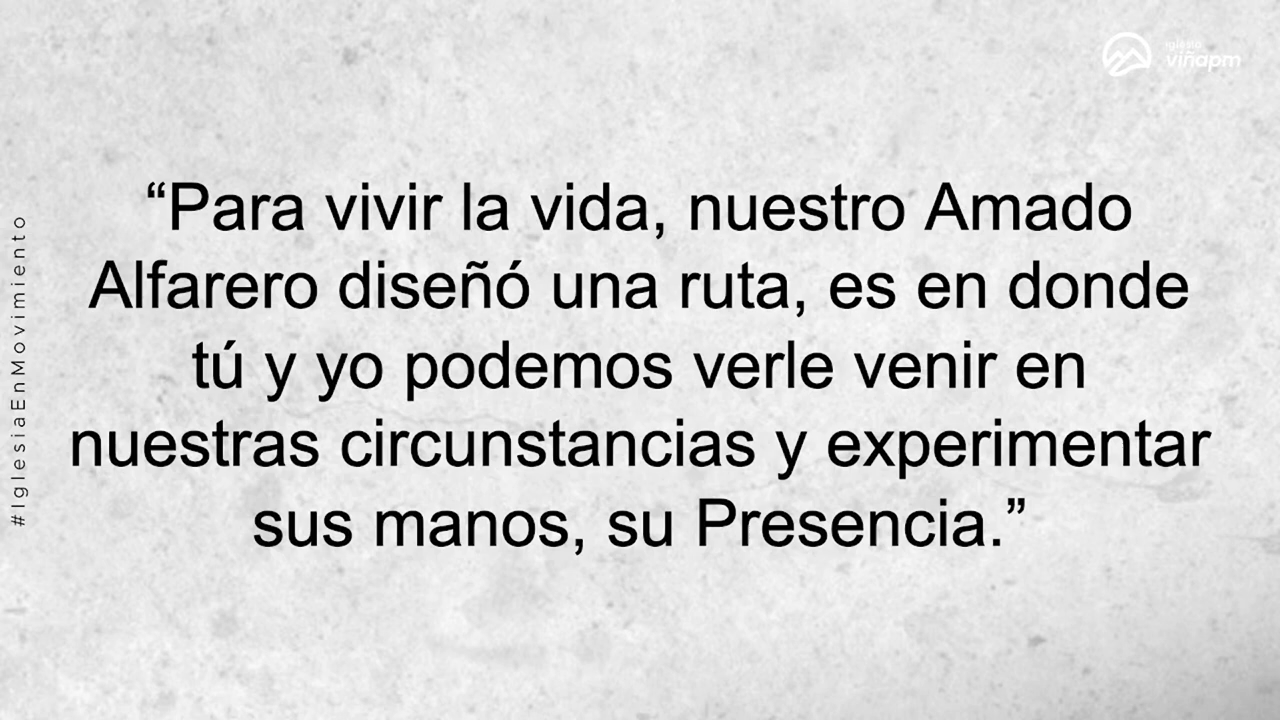 iglesia
viñapm
“Para vivir la vida, nuestro Amado
Alfarero diseñó una ruta, es en donde
tú y yo podemos verle venir en
nuestras circunstancias y experimentar
sus manos, su Presencia.”
#IglesiaEnMovimiento